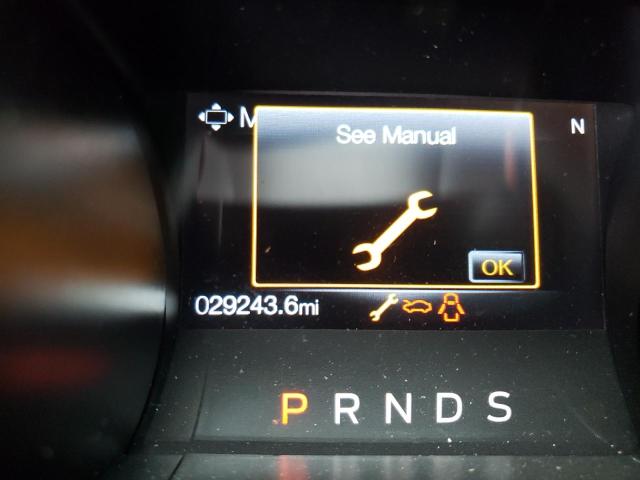 M
N
See Manual
OK
029243.6mi
P R N D S